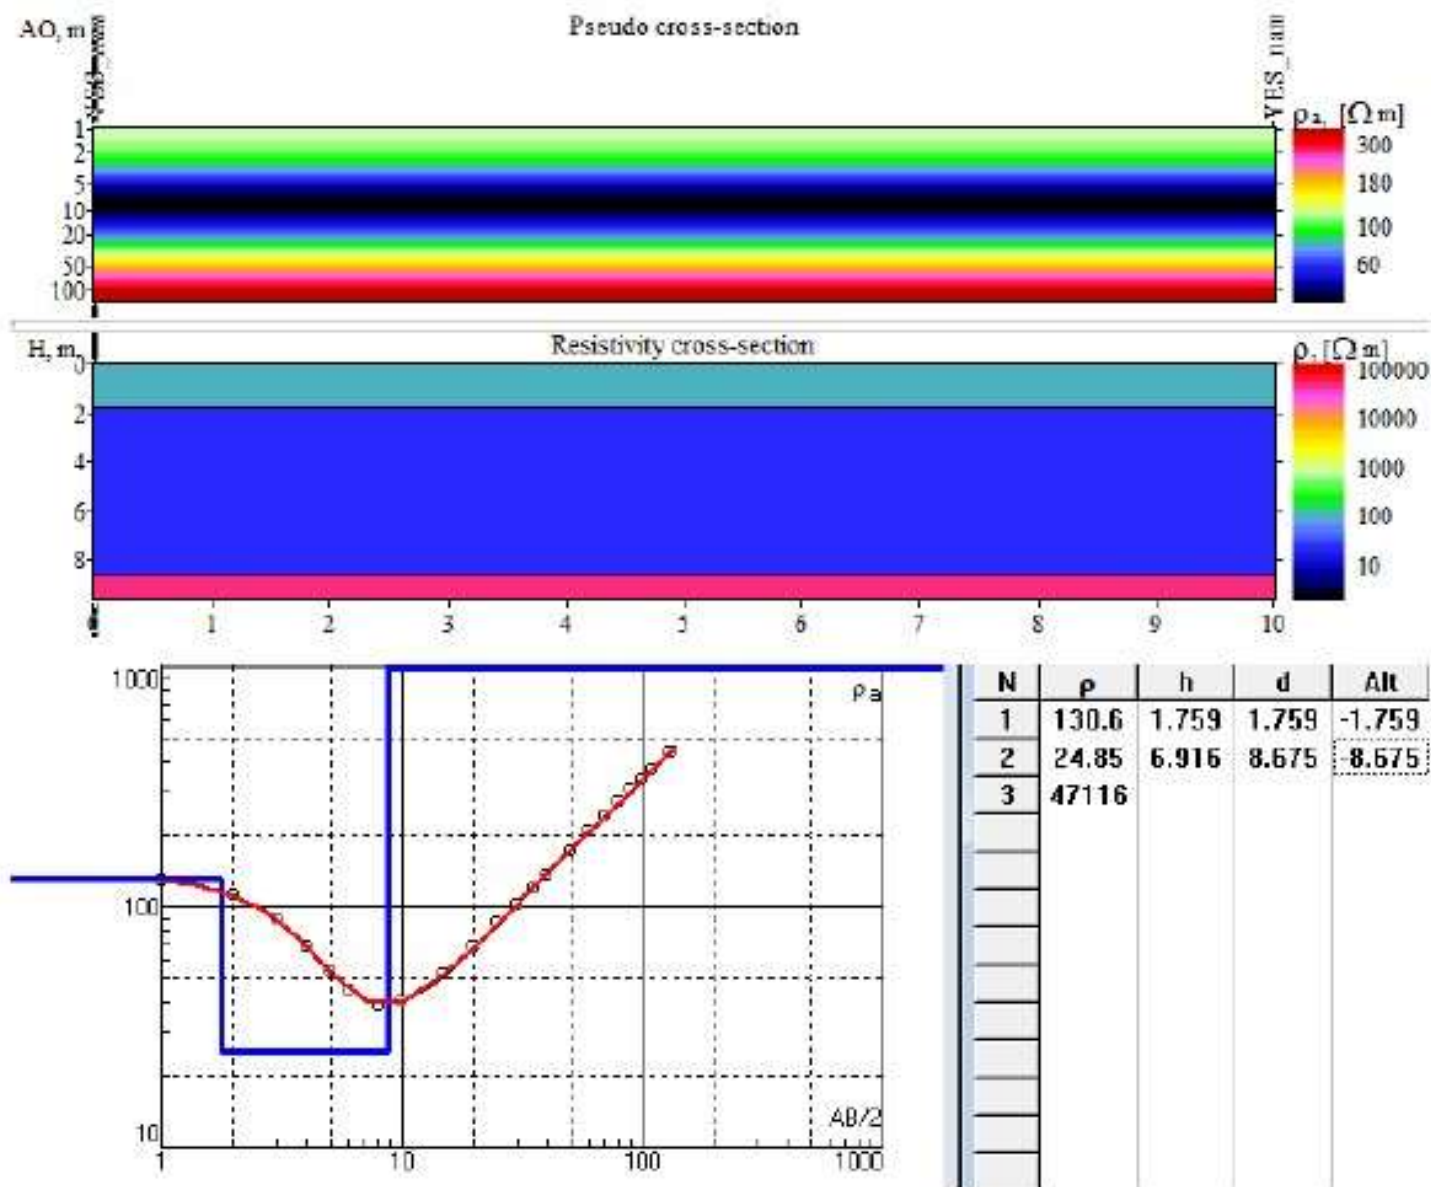 AO, m
Pseudo cross-section
YES_nam
ρa, [Ω m]
1
2
5
10
20
50
100
300
180
100
60
H, m
Resistivity cross-section
ρ, [Ω m]
0
2
4
6
8
100000
10000
1000
100
10
1 2 3 4 5 6 7 8 9 10
1000
100
10
ρa
AB/2
1 10 100 1000
N ρ h d Alt
1 130.6 1.759 1.759 -1.759
2 24.85 6.916 8.675 -8.675
3 47116